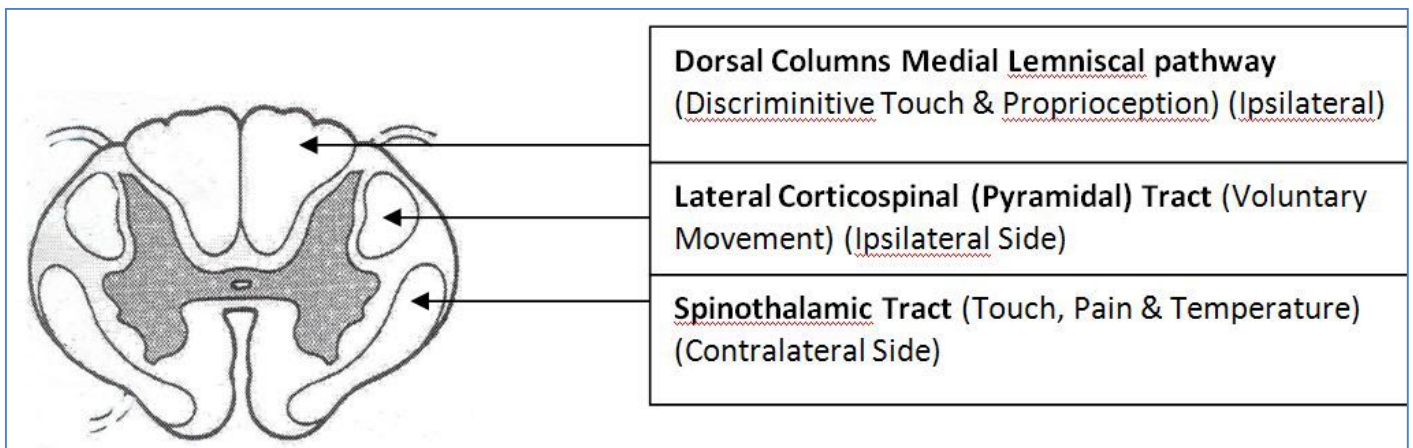 Dorsal Columns Medial Lemniscal pathway
(Discriminitive Touch & Proprioception) (Ipsilateral)
Lateral Corticospinal (Pyramidal) Tract (Voluntary
Movement) (Ipsilateral Side)
Spinothalamic Tract (Touch, Pain & Temperature)
(Contralateral Side)